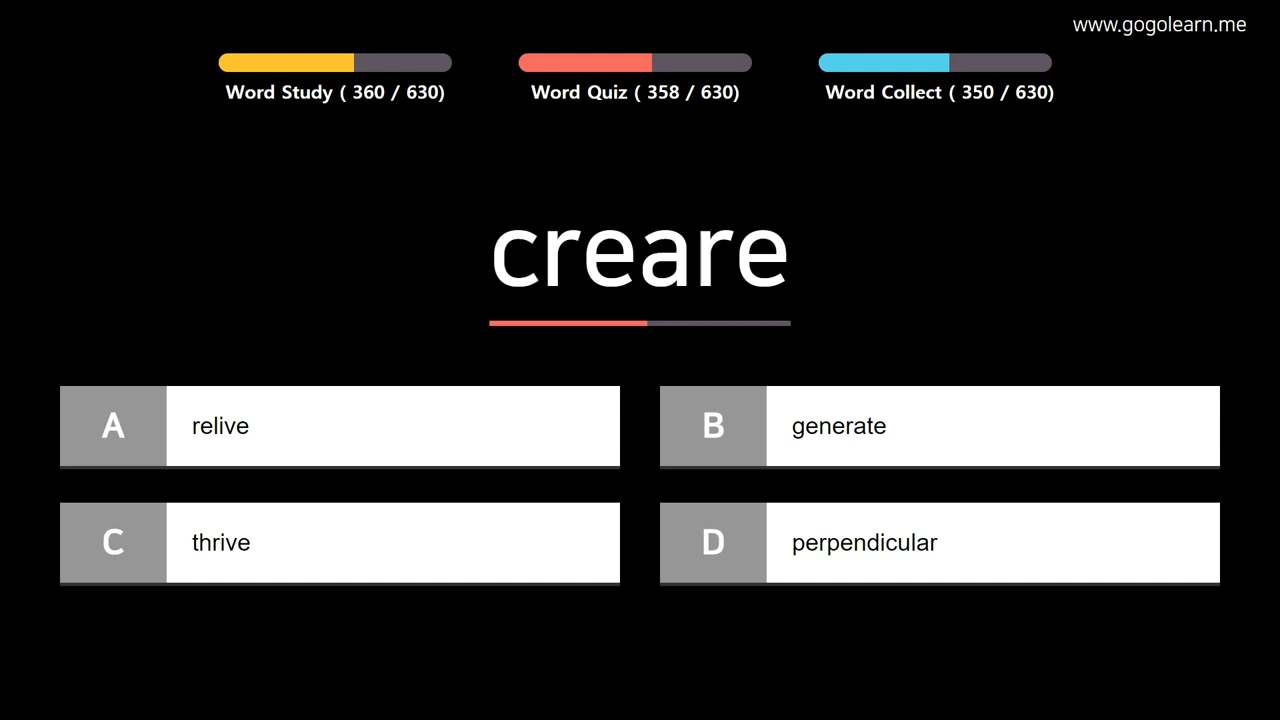 www.gogolearn.me
Word Study ( 360 / 630)
Word Quiz ( 358 / 630)
Word Collect ( 350 / 630)
creare
A relive
B generate
C thrive
D perpendicular